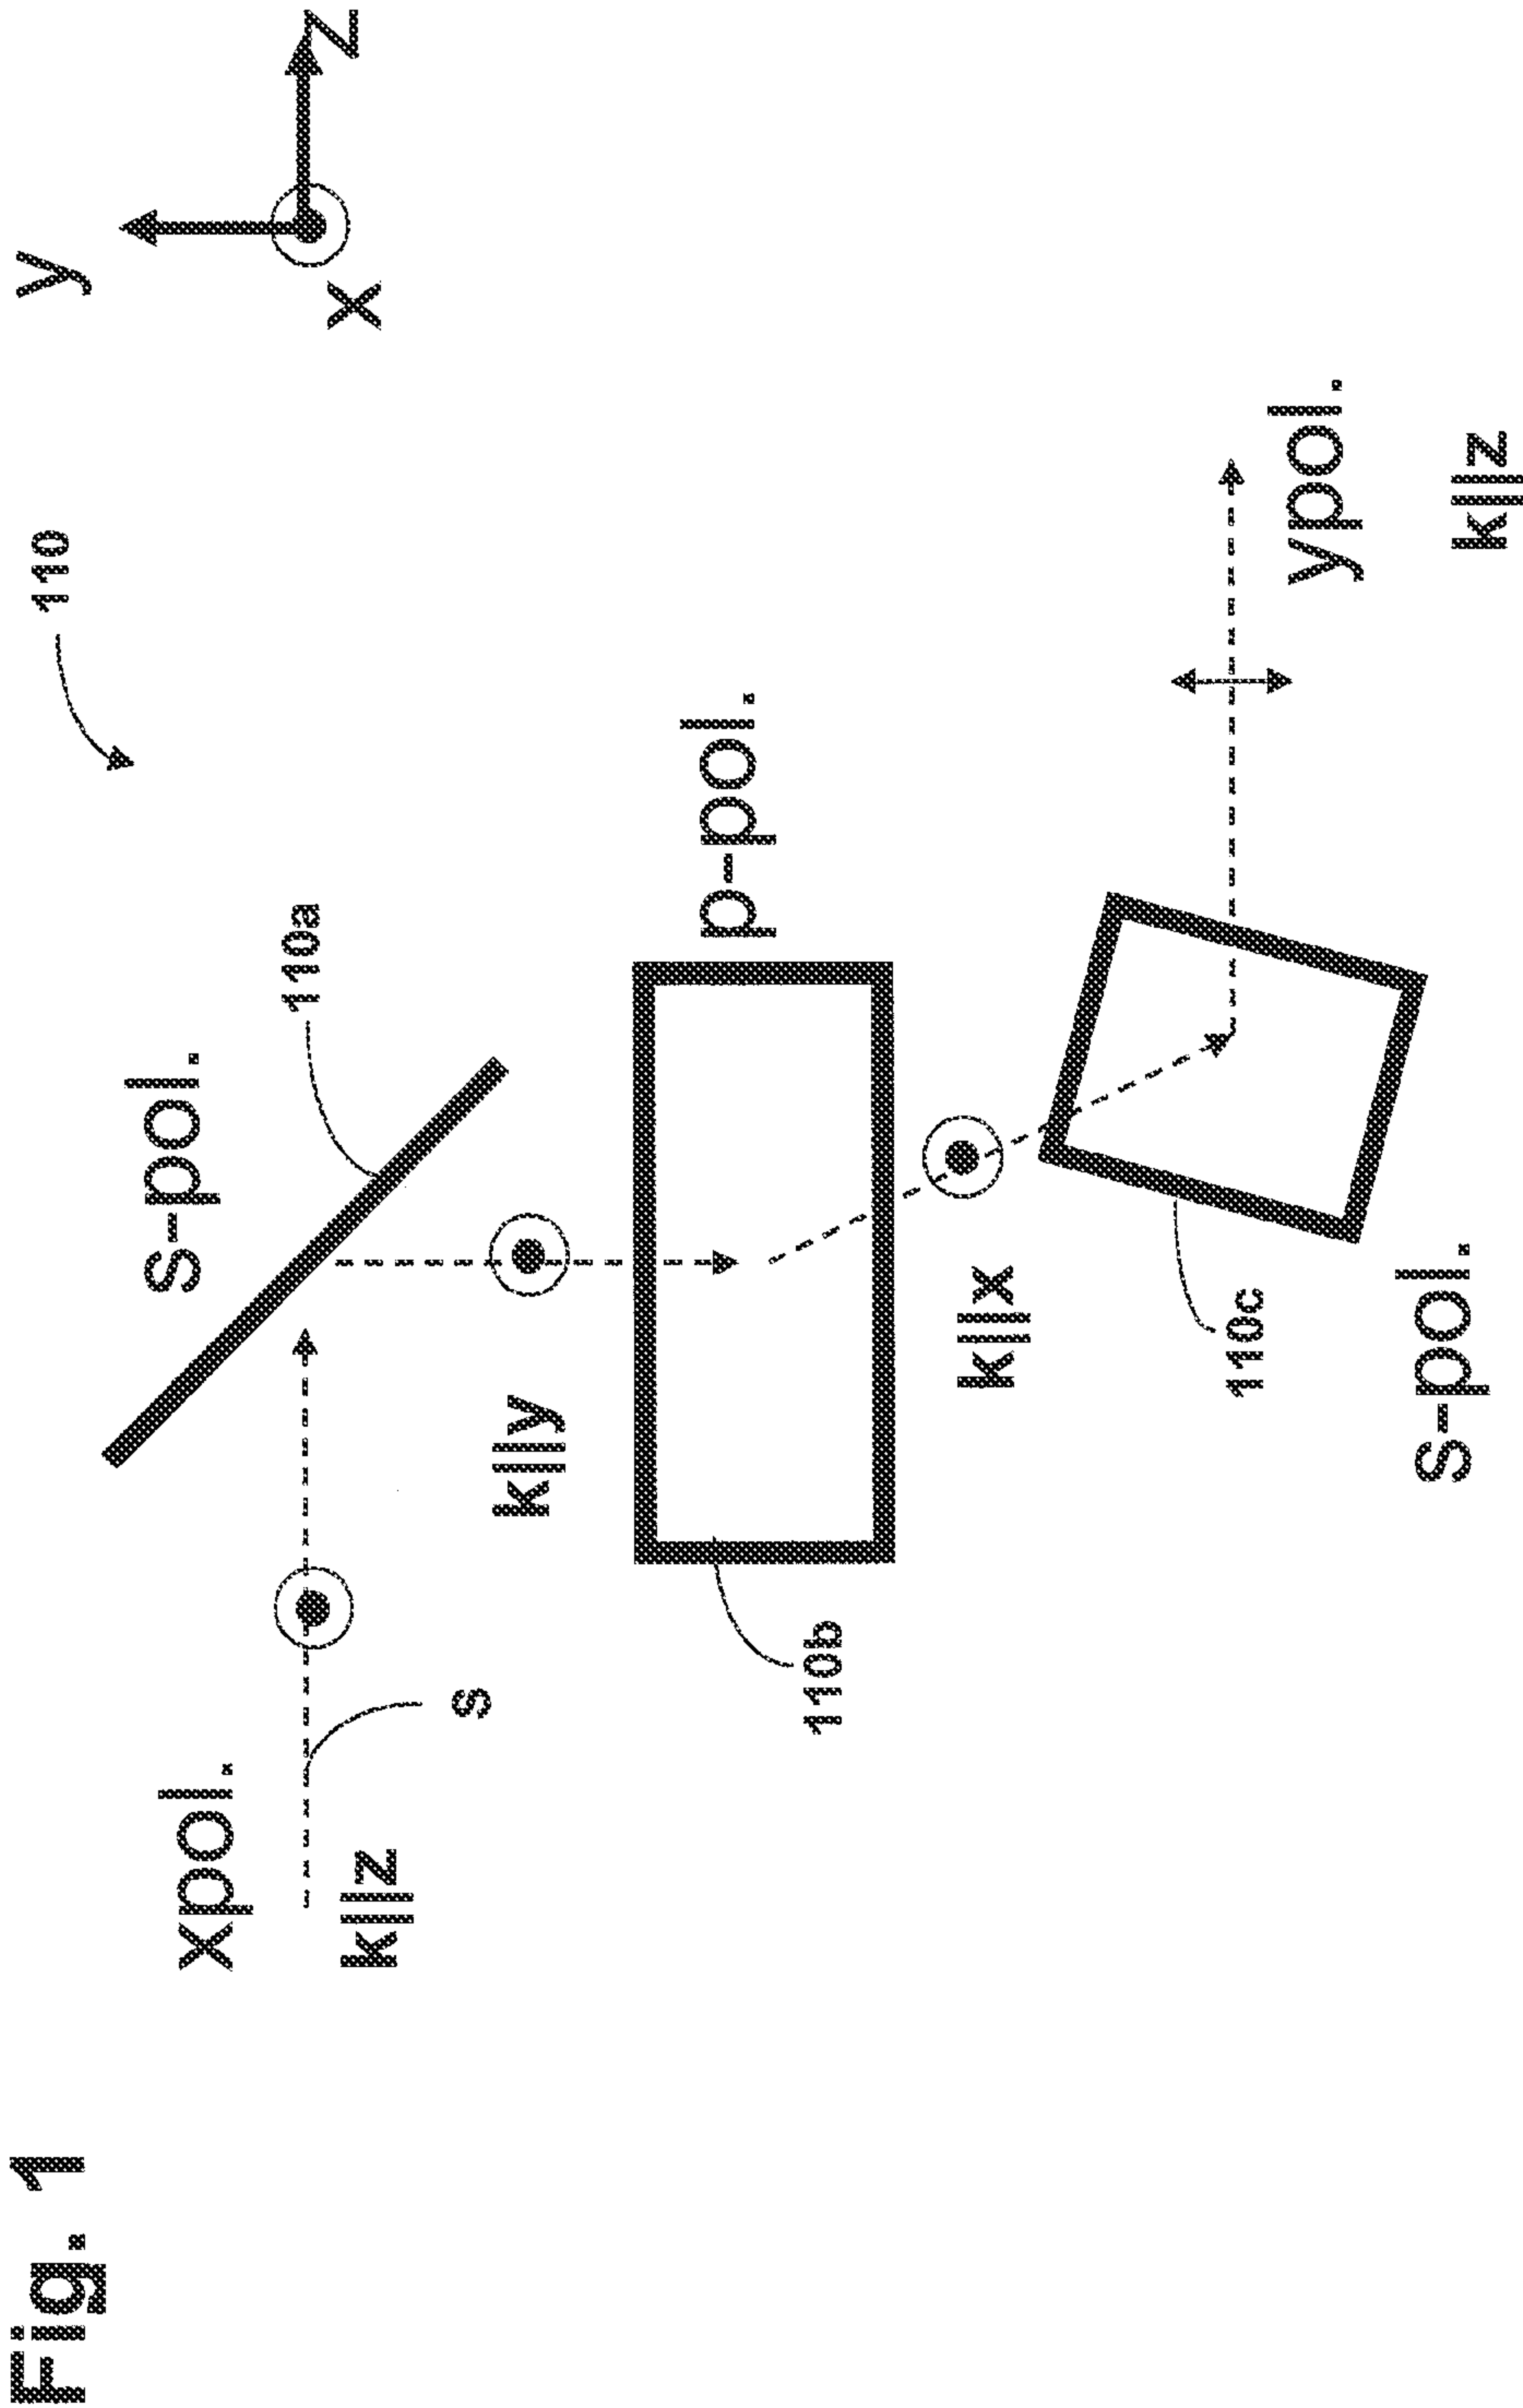 Fig. 1
110
y
z
x
s-pol.
xpol.
110a
k||z
s
k||y
p-pol.
110b
k||x
110c
ypol.
s-pol.
k||z